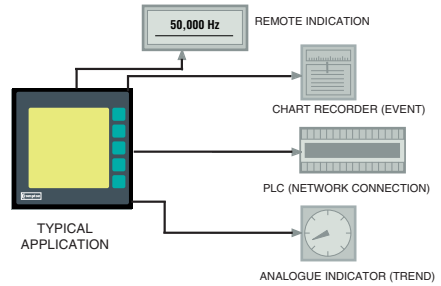 50,000 Hz
REMOTE INDICATION
CHART RECORDER (EVENT)
PLC (NETWORK CONNECTION)
TYPICAL
APPLICATION
ANALOGUE INDICATOR (TREND)